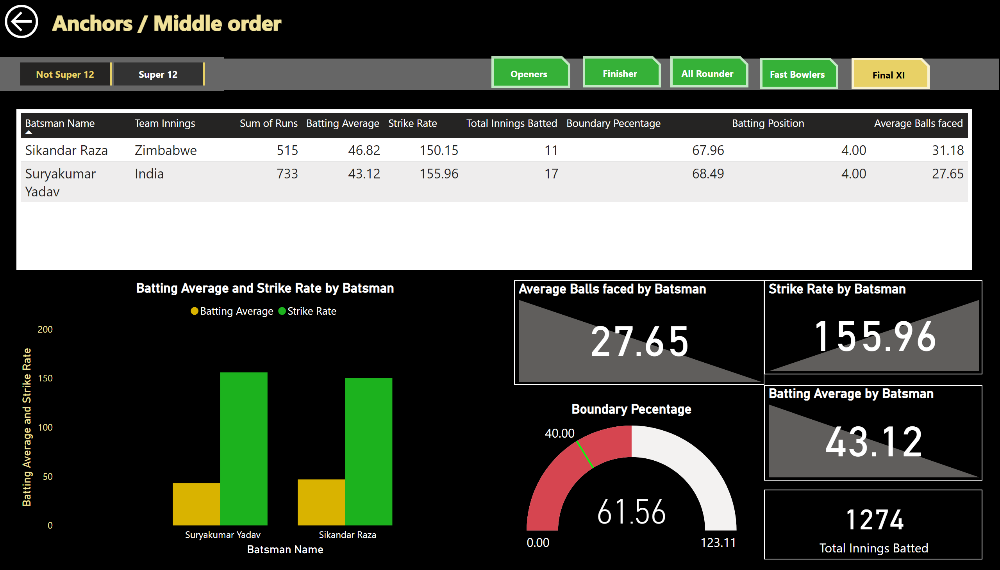 Anchors / Middle order
Not Super 12
Super 12
Openers
Finisher
All Rounder
Fast Bowlers
Final XI
Batsman Name Team Innings Sum of Runs Batting Average Strike Rate Total Innings Batted Boundary Pecentage Batting Position Average Balls faced
Sikandar Raza Zimbabwe 515 46.82 150.15 11 67.96 4.00 31.18
Suryakumar India 733 43.12 155.96 17 68.49 4.00 27.65
Yadav
Batting Average and Strike Rate by Batsman
Batting Average Strike Rate
Batting Average and Strike Rate
200
150
100
50
0
Suryakumar Yadav Sikandar Raza
Batsman Name
Average Balls faced by Batsman
27.65
Strike Rate by Batsman
155.96
Boundary Pecentage
40.00
61.56
0.00 123.11
Batting Average by Batsman
43.12
1274
Total Innings Batted